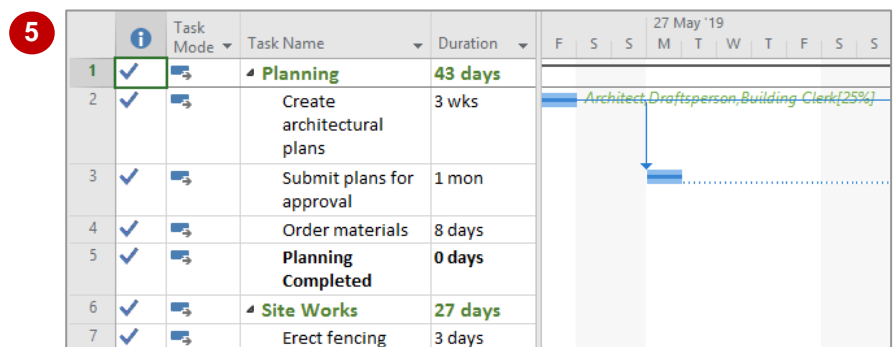 5
27 May '19
Task Mode
Task Name
Duration
F S S M T W T F S S
1 Planning 43 days
2 Create architectural plans 3 wks
Architect,Draftsperson,Building Clerk[25%]
3 Submit plans for approval 1 mon
4 Order materials 8 days
5 Planning Completed 0 days
6 Site Works 27 days
7 Erect fencing 3 days